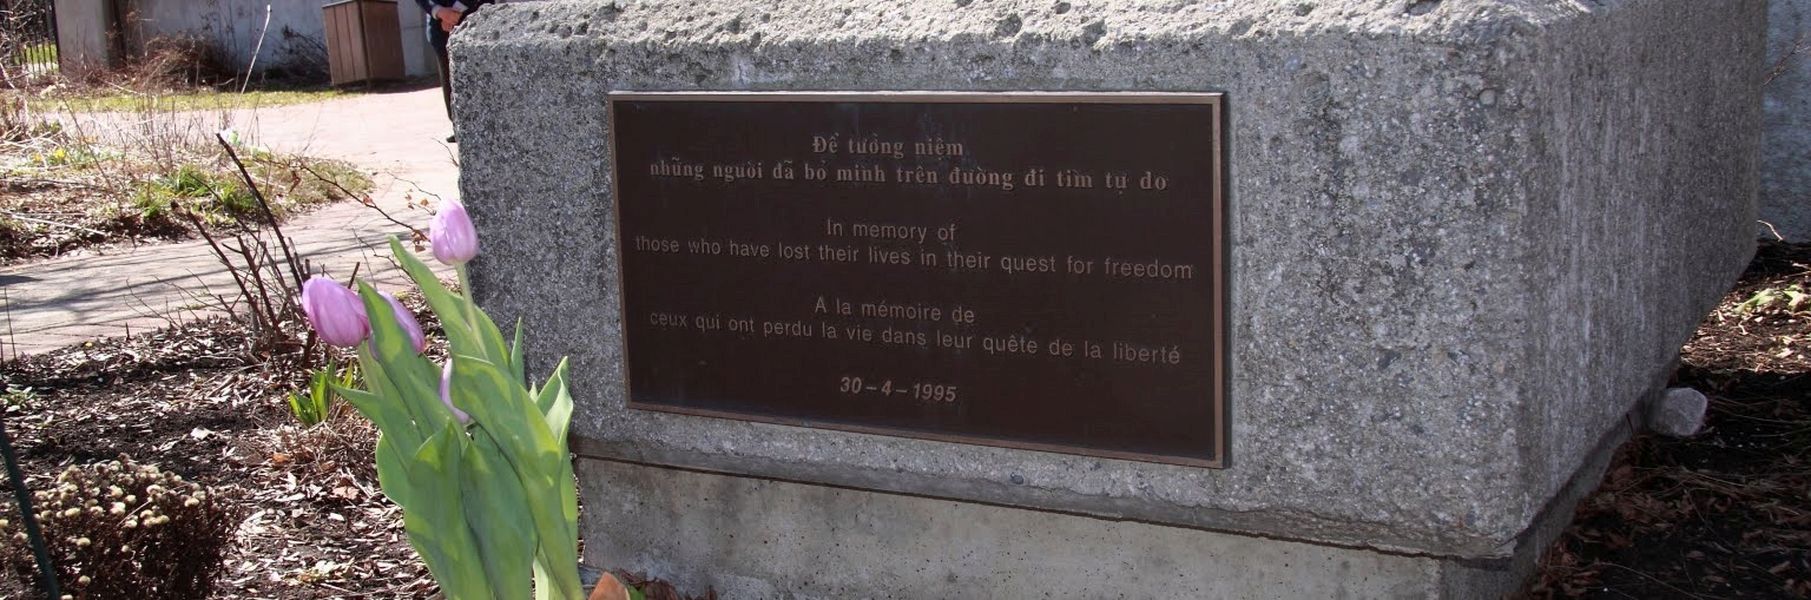 Để tưởng niệm
những người đã bỏ mình trên đường đi tìm tự do
In memory of
those who have lost their lives in their quest for freedom
A la mémoire de
ceux qui ont perdu la vie dans leur quête de la liberté
30-4-1995